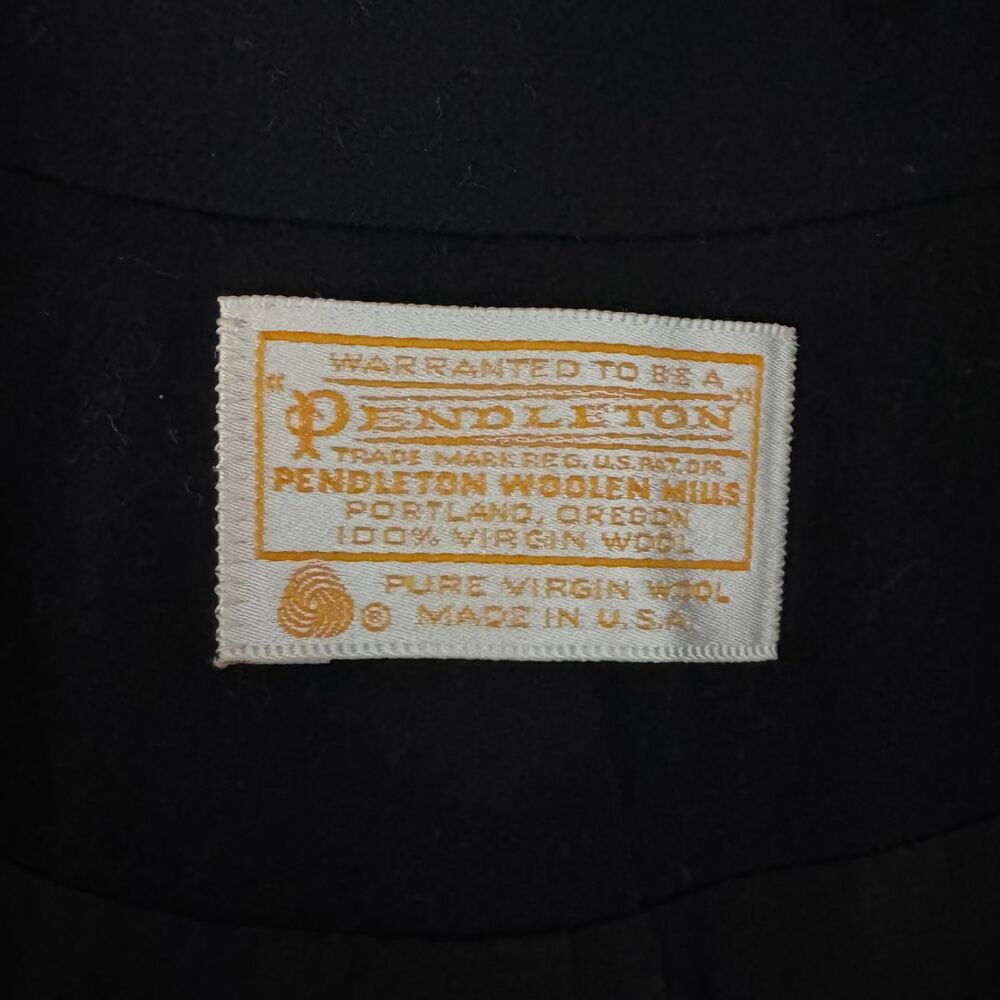 WARRANTED TO BE A
"PENDLETON"
TRADE MARK REG. U.S. PAT. OFF.
PENDLETON WOOLEN MILLS
PORTLAND, OREGON
100% VIRGIN WOOL
PURE VIRGIN WOOL
® MADE IN U.S.A.